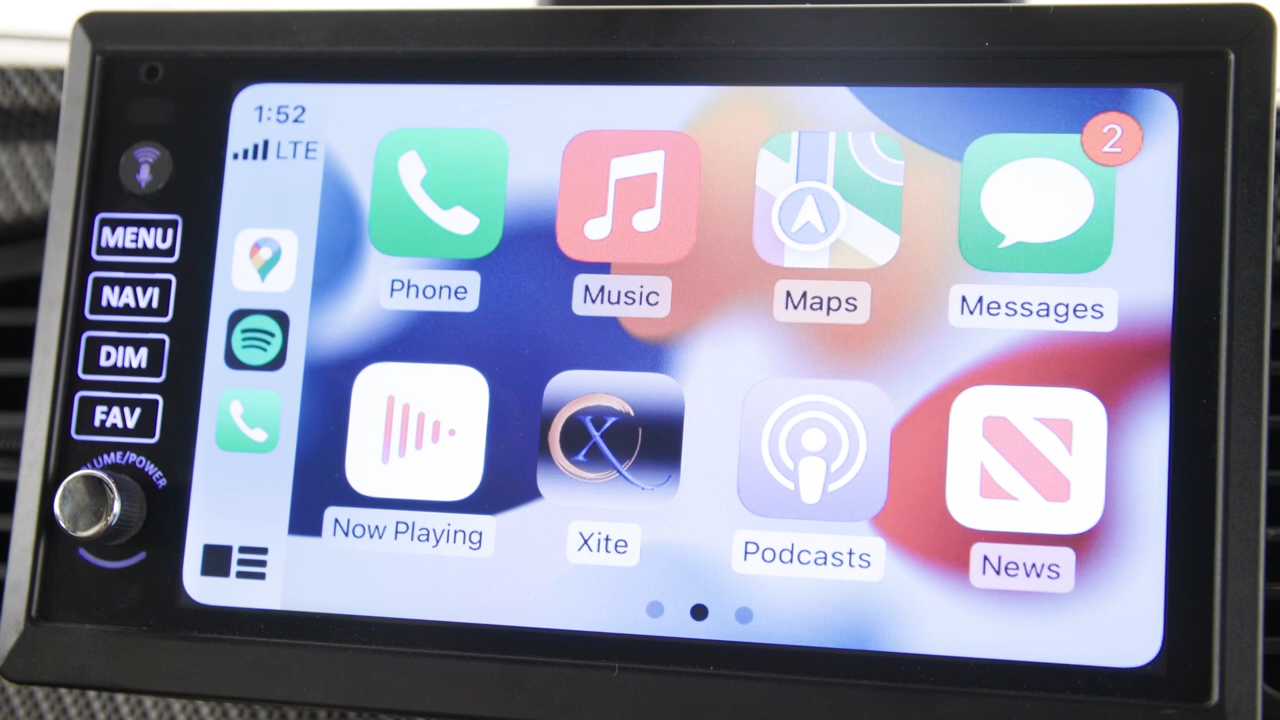 1:52
LTE
MENU
NAVI
DIM
FAV
VOLUME/POWER
Phone
Music
Maps
Messages
2
Now Playing
Xite
Podcasts
News